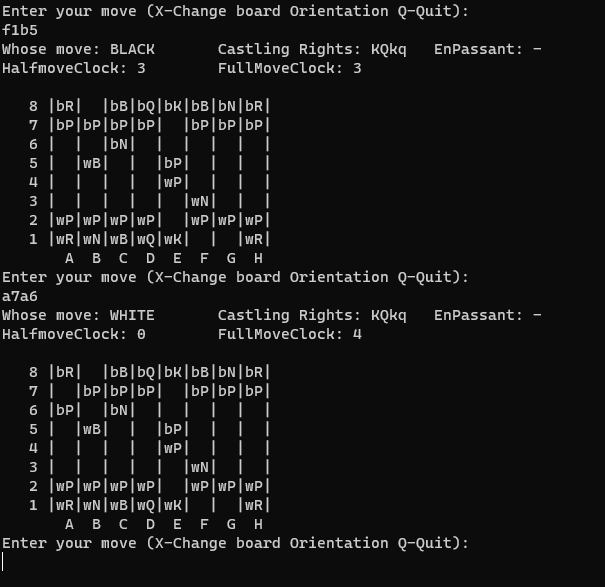 Enter your move (X-Change board Orientation Q-Quit):
f1b5
Whose move: BLACK       Castling Rights: KQkq   EnPassant: -
HalfmoveClock: 3        FullMoveClock: 3
   8 |bR|  |bB|bQ|bK|bB|bN|bR|
   7 |bP|bP|bP|bP|  |bP|bP|bP|
   6 |  |  |bN|  |  |  |  |  |
   5 |  |wB|  |  |bP|  |  |  |
   4 |  |  |  |  |wP|  |  |  |
   3 |  |  |  |  |  |wN|  |  |
   2 |wP|wP|wP|wP|  |wP|wP|wP|
   1 |wR|wN|wB|wQ|wK|  |  |wR|
       A  B  C  D  E  F  G  H
Enter your move (X-Change board Orientation Q-Quit):
a7a6
Whose move: WHITE       Castling Rights: KQkq   EnPassant: -
HalfmoveClock: 0        FullMoveClock: 4
   8 |bR|  |bB|bQ|bK|bB|bN|bR|
   7 |  |bP|bP|bP|  |bP|bP|bP|
   6 |bP|  |bN|  |  |  |  |  |
   5 |  |wB|  |  |bP|  |  |  |
   4 |  |  |  |  |wP|  |  |  |
   3 |  |  |  |  |  |wN|  |  |
   2 |wP|wP|wP|wP|  |wP|wP|wP|
   1 |wR|wN|wB|wQ|wK|  |  |wR|
       A  B  C  D  E  F  G  H
Enter your move (X-Change board Orientation Q-Quit):